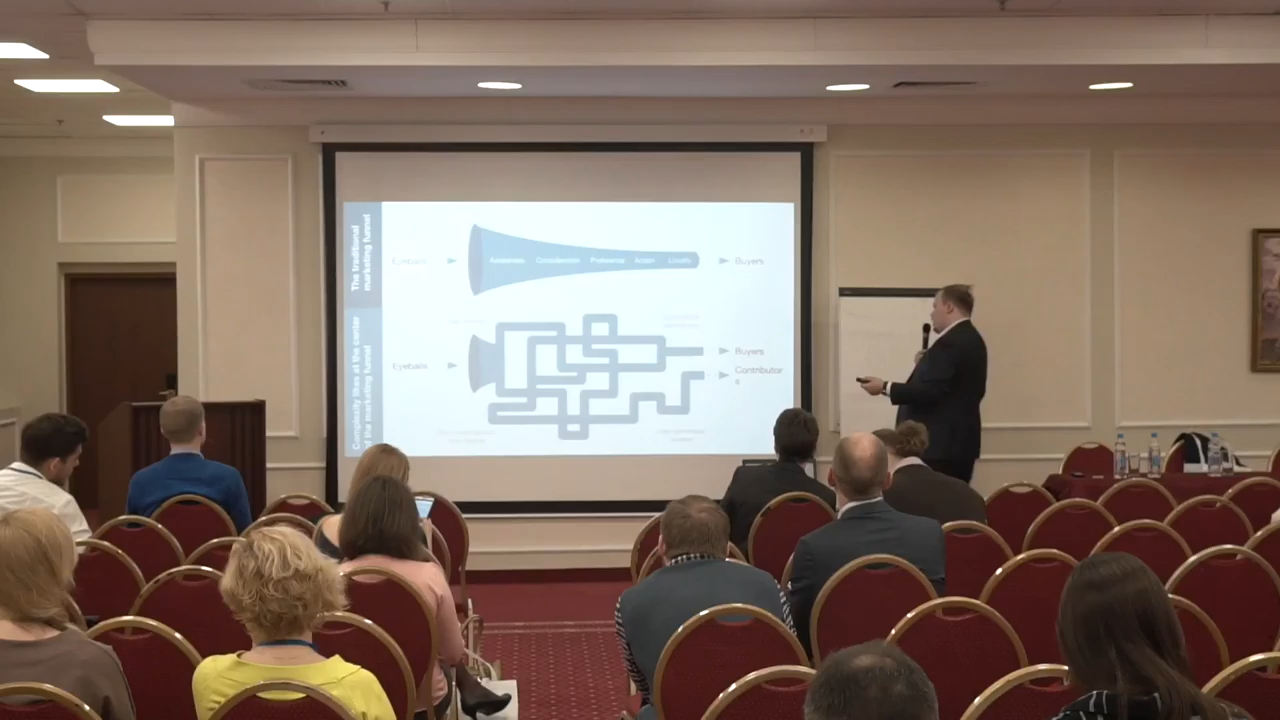 The traditional
marketing funnel
Eyeballs
Awareness Consideration Preference Action Loyalty
Buyers
Complexity lies at the center
of the marketing funnel
Eyeballs
Buyers
Contributor
s